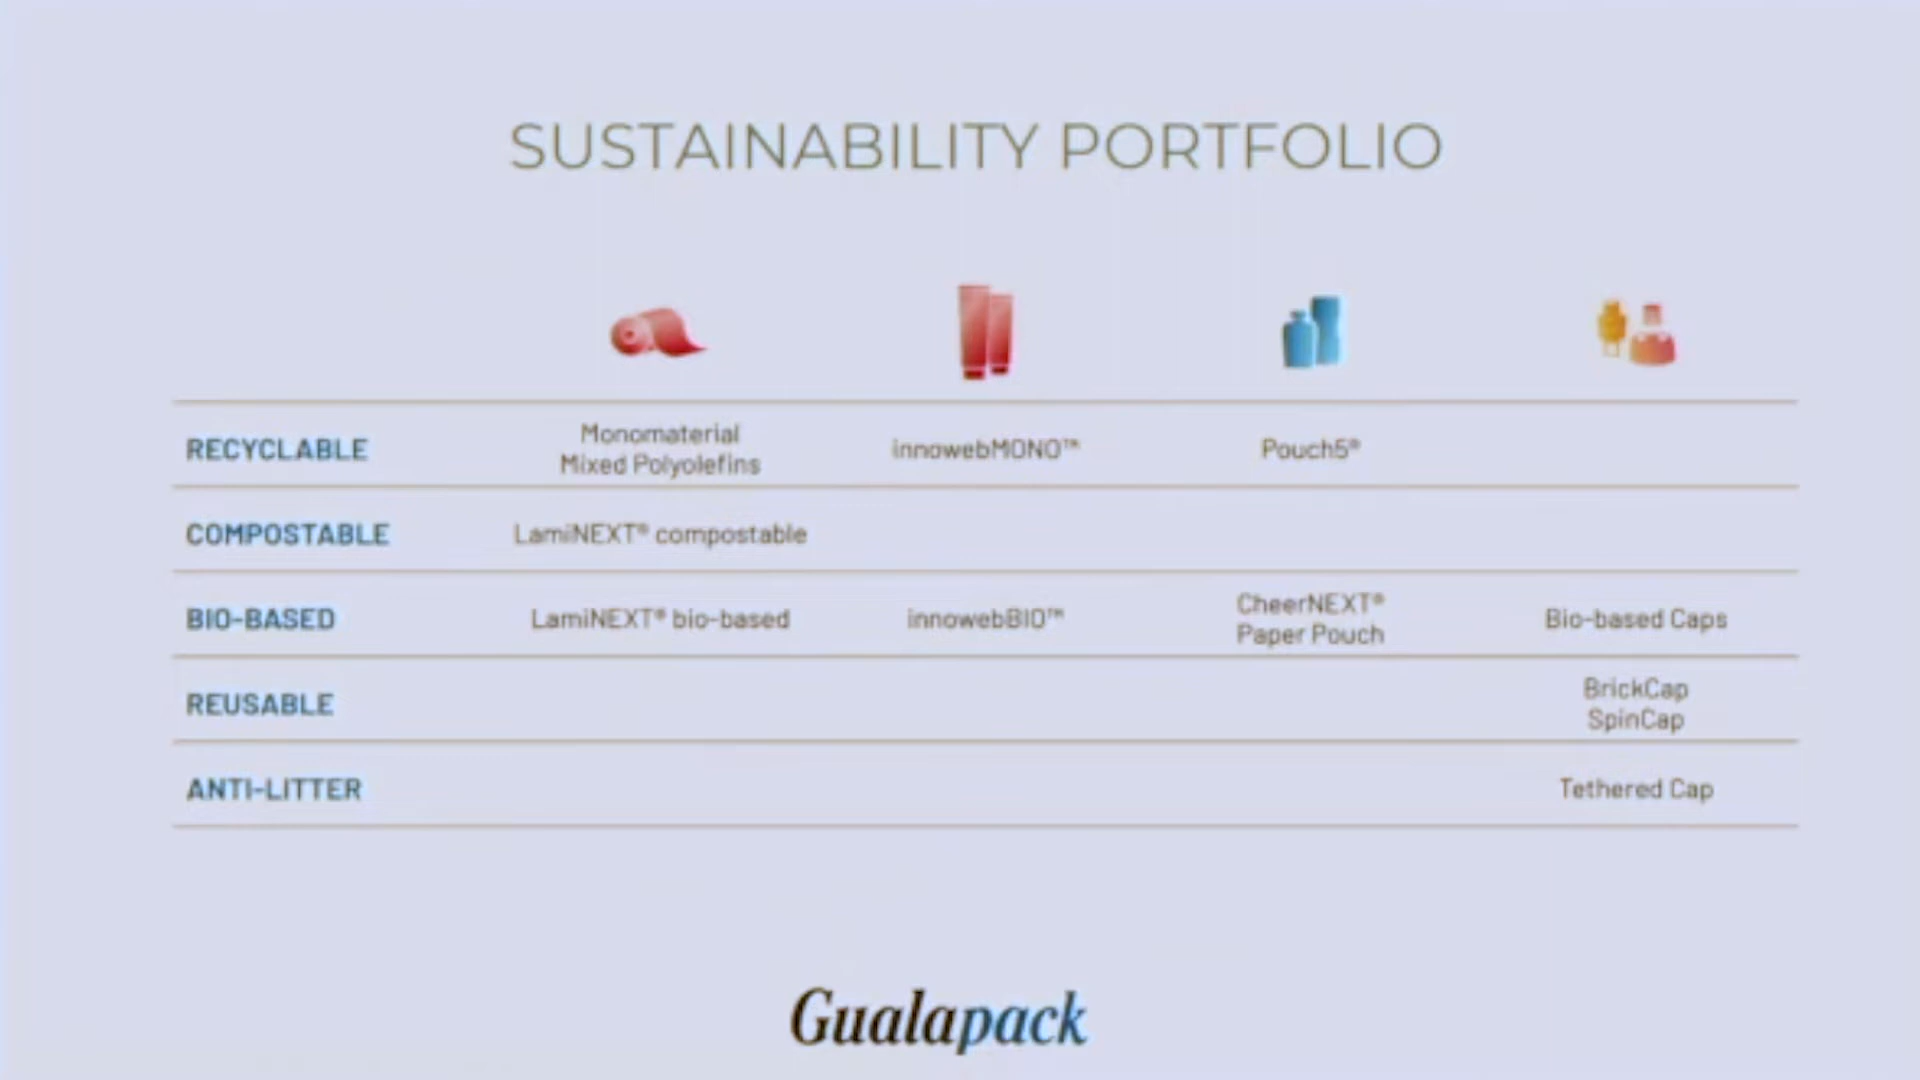 SUSTAINABILITY PORTFOLIO
RECYCLABLE
Monomaterial
Mixed Polyolefins
innowebMONO™
Pouch5®
COMPOSTABLE
LamiNEXT® compostable
BIO-BASED
LamiNEXT® bio-based
innowebBIO™
CheerNEXT®
Paper Pouch
Bio-based Caps
REUSABLE
BrickCap
SpinCap
ANTI-LITTER
Tethered Cap
Gualapack